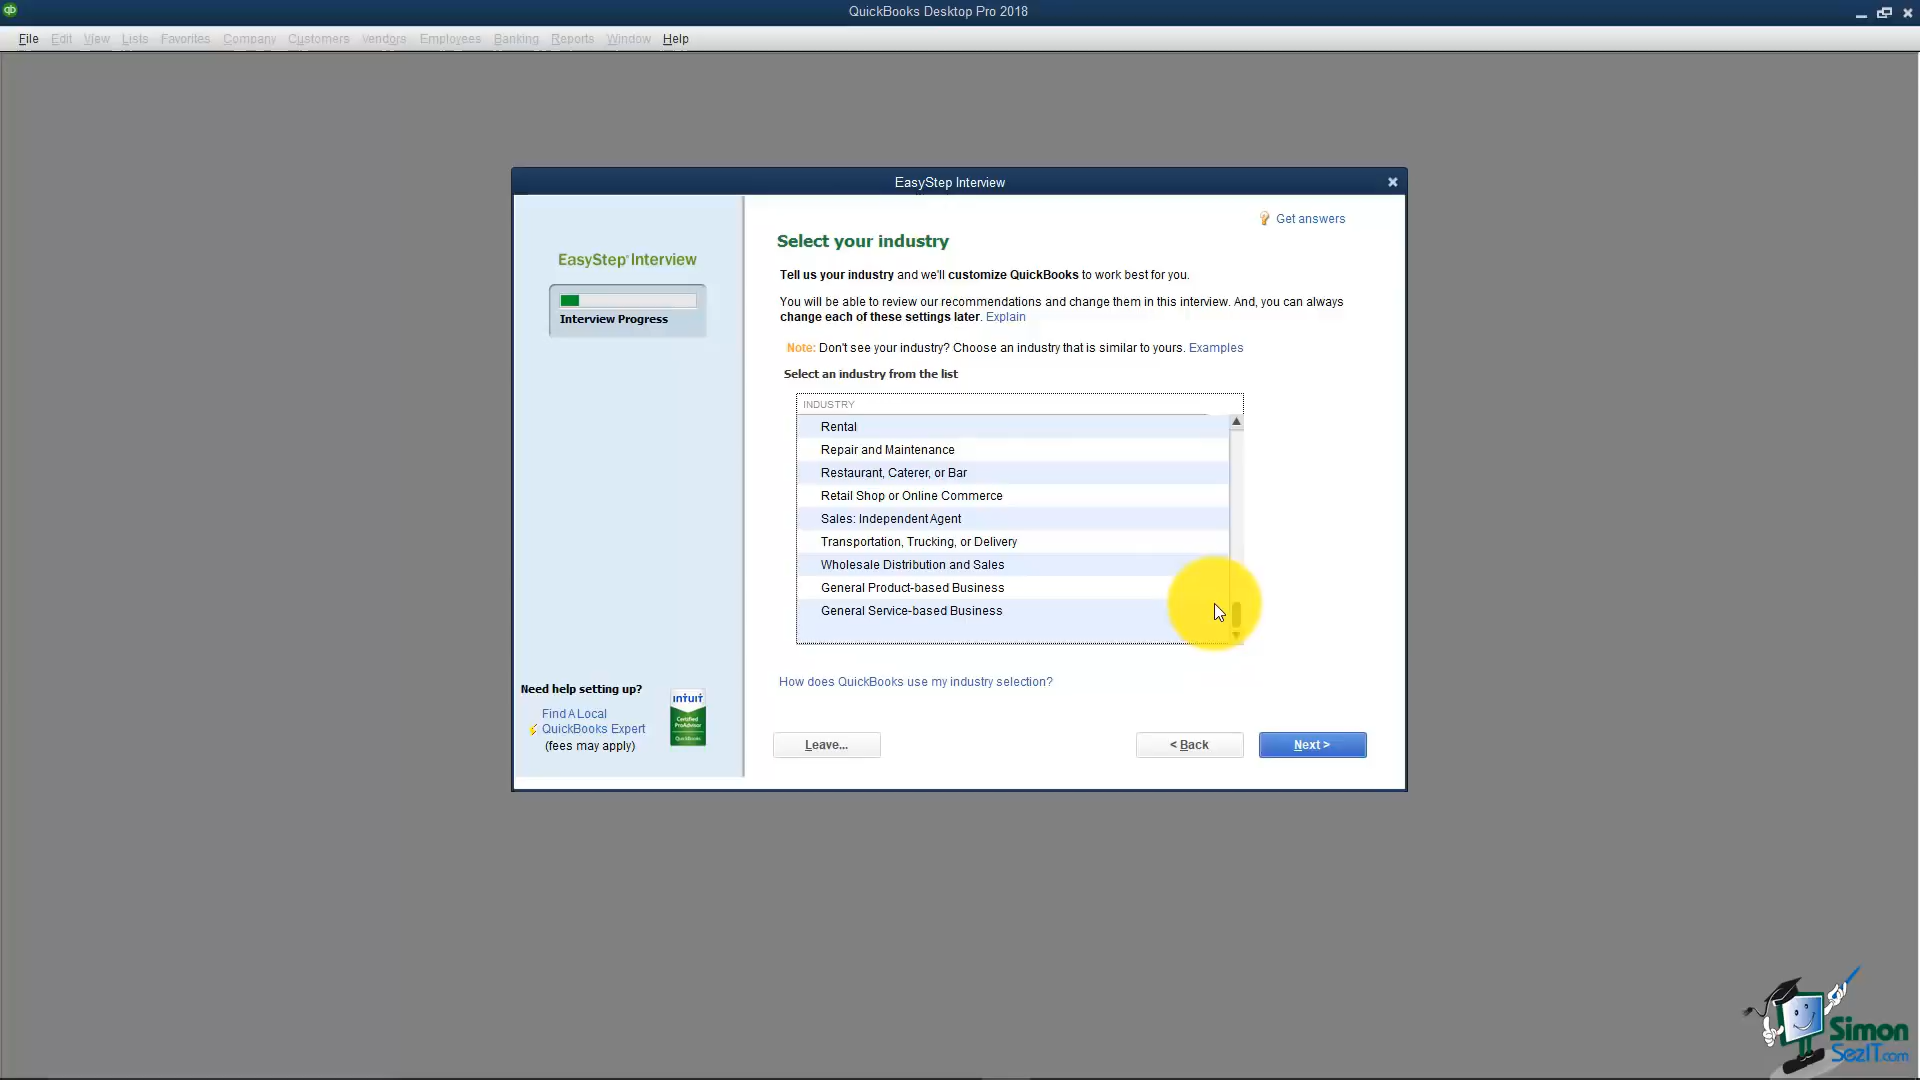 qb
QuickBooks Desktop Pro 2018
File Edit View Lists Favorites Company Customers Vendors Employees Banking Reports Window Help
EasyStep Interview
Get answers
Select your industry
EasyStep Interview
Tell us your industry and we'll customize QuickBooks to work best for you.
You will be able to review our recommendations and change them in this interview. And, you can always
change each of these settings later. Explain
Interview Progress
Note: Don't see your industry? Choose an industry that is similar to yours. Examples
Select an industry from the list
INDUSTRY
Rental
Repair and Maintenance
Restaurant, Caterer, or Bar
Retail Shop or Online Commerce
Sales: Independent Agent
Transportation, Trucking, or Delivery
Wholesale Distribution and Sales
General Product-based Business
General Service-based Business
How does QuickBooks use my industry selection?
Need help setting up?
Find A Local
QuickBooks Expert
(fees may apply)
INTUIT
Certified
ProAdvisor
QuickBooks
Leave...
< Back
Next >
Simon
SezIT.com